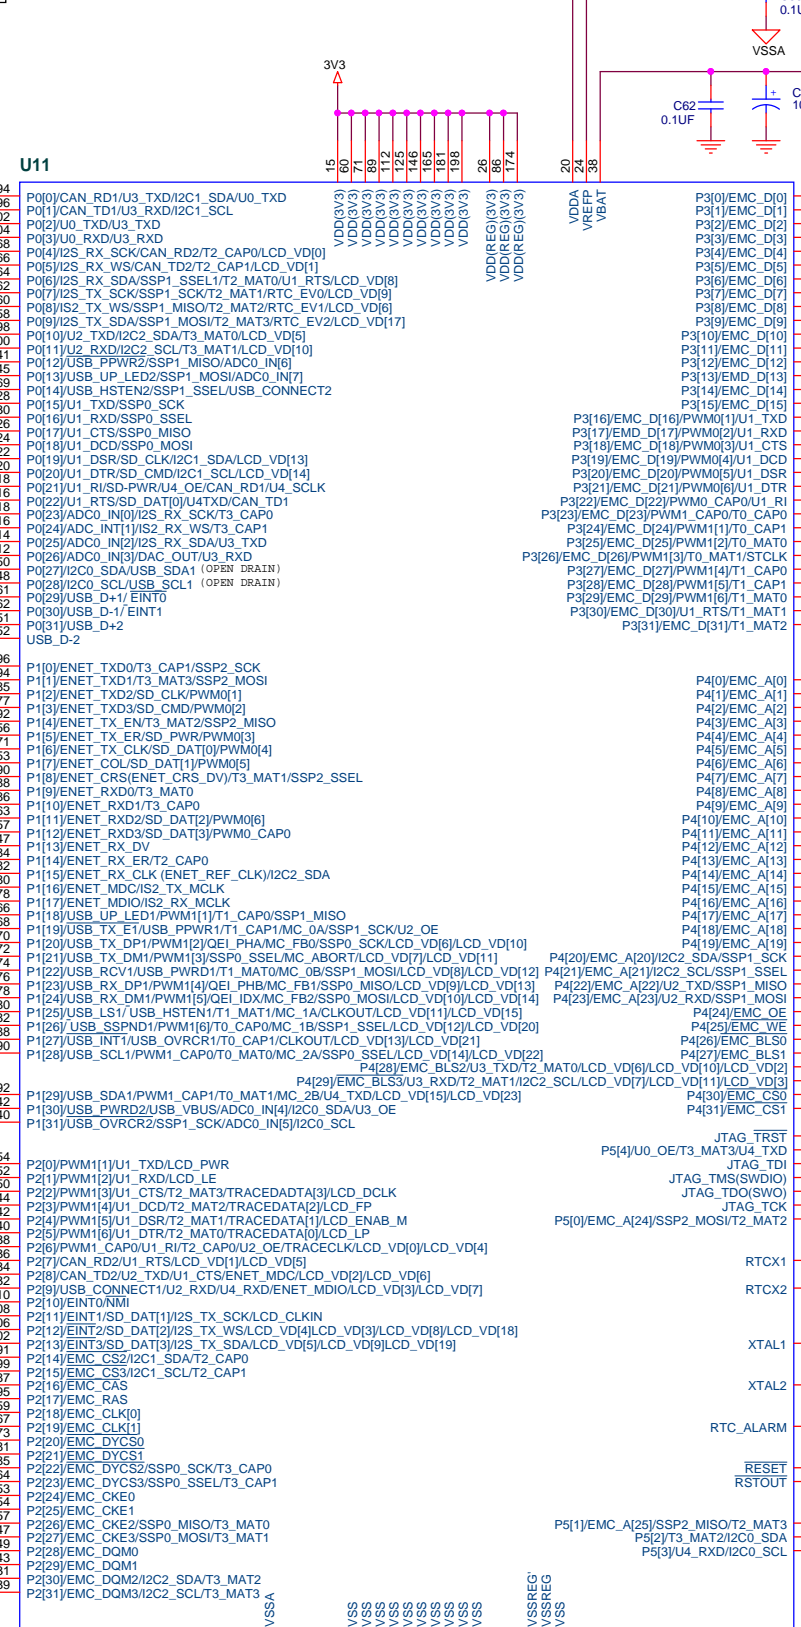 0.1U
VSSA
3V3
C62
0.1UF
C
10
+
U11
15
60
71
89
112
125
146
165
181
198
26
86
174
20
24
38
VDD(3V3)
VDD(3V3)
VDD(3V3)
VDD(3V3)
VDD(3V3)
VDD(3V3)
VDD(3V3)
VDD(3V3)
VDD(3V3)
VDD(3V3)
VDD(REG)(3V3)
VDD(REG)(3V3)
VDD(REG)(3V3)
VDDA
VREFP
VBAT
P0[0]/CAN_RD1/U3_TXD/I2C1_SDA/U0_TXD
P0[1]/CAN_TD1/U3_RXD/I2C1_SCL
P0[2]/U0_TXD/U3_TXD
P0[3]/U0_RXD/U3_RXD
P0[4]/I2S_RX_SCK/CAN_RD2/T2_CAP0/LCD_VD[0]
P0[5]/I2S_RX_WS/CAN_TD2/T2_CAP1/LCD_VD[1]
P0[6]/I2S_RX_SDA/SSP1_SSEL1/T2_MAT0/U1_RTS/LCD_VD[8]
P0[7]/I2S_TX_SCK/SSP1_SCK/T2_MAT1/RTC_EV0/LCD_VD[9]
P0[8]/IS2_TX_WS/SSP1_MISO/T2_MAT2/RTC_EV1/LCD_VD[6]
P0[9]/I2S_TX_SDA/SSP1_MOSI/T2_MAT3/RTC_EV2/LCD_VD[17]
P0[10]/U2_TXD/I2C2_SDA/T3_MAT0/LCD_VD[5]
P0[11]/U2_RXD/I2C2_SCL/T3_MAT1/LCD_VD[10]
P0[12]/USB_PPWR2/SSP1_MISO/ADC0_IN[6]
P0[13]/USB_UP_LED2/SSP1_MOSI/ADC0_IN[7]
P0[14]/USB_HSTEN2/SSP1_SSEL/USB_CONNECT2
P0[15]/U1_TXD/SSP0_SCK
P0[16]/U1_RXD/SSP0_SSEL
P0[17]/U1_CTS/SSP0_MISO
P0[18]/U1_DCD/SSP0_MOSI
P0[19]/U1_DSR/SD_CLK/I2C1_SDA/LCD_VD[13]
P0[20]/U1_DTR/SD_CMD/I2C1_SCL/LCD_VD[14]
P0[21]/U1_RI/SD-PWR/U4_OE/CAN_RD1/U4_SCLK
P0[22]/U1_RTS/SD_DAT[0]/U4TXD/CAN_TD1
P0[23]/ADC0_IN[0]/I2S_RX_SCK/T3_CAP0
P0[24]/ADC_INT[1]/IS2_RX_WS/T3_CAP1
P0[25]/ADC0_IN[2]/I2S_RX_SDA/U3_TXD
P0[26]/ADC0_IN[3]/DAC_OUT/U3_RXD
P0[27]/I2C0_SDA/USB_SDA1 (OPEN DRAIN)
P0[28]/I2C0_SCL/USB_SCL1 (OPEN DRAIN)
P0[29]/USB_D+1/ EINT0
P0[30]/USB_D-1/ EINT1
P0[31]/USB_D+2
USB_D-2
P3[0]/EMC_D[0]
P3[1]/EMC_D[1]
P3[2]/EMC_D[2]
P3[3]/EMC_D[3]
P3[4]/EMC_D[4]
P3[5]/EMC_D[5]
P3[6]/EMC_D[6]
P3[7]/EMC_D[7]
P3[8]/EMC_D[8]
P3[9]/EMC_D[9]
P3[10]/EMC_D[10]
P3[11]/EMC_D[11]
P3[12]/EMC_D[12]
P3[13]/EMD_D[13]
P3[14]/EMC_D[14]
P3[15]/EMC_D[15]
P3[16]/EMC_D[16]/PWM0[1]/U1_TXD
P3[17]/EMD_D[17]/PWM0[2]/U1_RXD
P3[18]/EMC_D[18]/PWM0[3]/U1_CTS
P3[19]/EMC_D[19]/PWM0[4]/U1_DCD
P3[20]/EMC_D[20]/PWM0[5]/U1_DSR
P3[21]/EMC_D[21]/PWM0[6]/U1_DTR
P3[22]/EMC_D[22]/PWM0_CAP0/U1_RI
P3[23]/EMC_D[23]/PWM1_CAP0/T0_CAP0
P3[24]/EMC_D[24]/PWM1[1]/T0_CAP1
P3[25]/EMC_D[25]/PWM1[2]/T0_MAT0
P3[26]/EMC_D[26]/PWM1[3]/T0_MAT1/STCLK
P3[27]/EMC_D[27]/PWM1[4]/T1_CAP0
P3[28]/EMC_D[28]/PWM1[5]/T1_CAP1
P3[29]/EMC_D[29]/PWM1[6]/T1_MAT0
P3[30]/EMC_D[30]/U1_RTS/T1_MAT1
P3[31]/EMC_D[31]/T1_MAT2
P1[0]/ENET_TXD0/T3_CAP1/SSP2_SCK
P1[1]/ENET_TXD1/T3_MAT3/SSP2_MOSI
P1[2]/ENET_TXD2/SD_CLK/PWM0[1]
P1[3]/ENET_TXD3/SD_CMD/PWM0[2]
P1[4]/ENET_TX_EN/T3_MAT2/SSP2_MISO
P1[5]/ENET_TX_ER/SD_PWR/PWM0[3]
P1[6]/ENET_TX_CLK/SD_DAT[0]/PWM0[4]
P1[7]/ENET_COL/SD_DAT[1]/PWM0[5]
P1[8]/ENET_CRS(ENET_CRS_DV)/T3_MAT1/SSP2_SSEL
P1[9]/ENET_RXD0/T3_MAT0
P1[10]/ENET_RXD1/T3_CAP0
P1[11]/ENET_RXD2/SD_DAT[2]/PWM0[6]
P1[12]/ENET_RXD3/SD_DAT[3]/PWM0_CAP0
P1[13]/ENET_RX_DV
P1[14]/ENET_RX_ER/T2_CAP0
P1[15]/ENET_RX_CLK (ENET_REF_CLK)/I2C2_SDA
P1[16]/ENET_MDC/IS2_TX_MCLK
P1[17]/ENET_MDIO/IS2_RX_MCLK
P1[18]/USB_UP_LED1/PWM1[1]/T1_CAP0/SSP1_MISO
P1[19]/USB_TX_E1/USB_PPWR1/T1_CAP1/MC_0A/SSP1_SCK/U2_OE
P1[20]/USB_TX_DP1/PWM1[2]/QEI_PHA/MC_FB0/SSP0_SCK/LCD_VD[6]/LCD_VD[10]
P1[21]/USB_TX_DM1/PWM1[3]/SSP0_SSEL/MC_ABORT/LCD_VD[7]/LCD_VD[11]
P1[22]/USB_RCV1/USB_PWRD1/T1_MAT0/MC_0B/SSP1_MOSI/LCD_VD[8]/LCD_VD[12]
P1[23]/USB_RX_DP1/PWM1[4]/QEI_PHB/MC_FB1/SSP0_MISO/LCD_VD[9]/LCD_VD[13]
P1[24]/USB_RX_DM1/PWM1[5]/QEI_IDX/MC_FB2/SSP0_MOSI/LCD_VD[10]/LCD_VD[14]
P1[25]/USB_LS1/ USB_HSTEN1/T1_MAT1/MC_1A/CLKOUT/LCD_VD[11]/LCD_VD[15]
P1[26]/ USB_SSPND1/PWM1[6]/T0_CAP0/MC_1B/SSP1_SSEL/LCD_VD[12]/LCD_VD[20]
P1[27]/USB_INT1/USB_OVRCR1/T0_CAP1/CLKOUT/LCD_VD[13]/LCD_VD[21]
P1[28]/USB_SCL1/PWM1_CAP0/T0_MAT0/MC_2A/SSP0_SSEL/LCD_VD[14]/LCD_VD[22]
P1[29]/USB_SDA1/PWM1_CAP1/T0_MAT1/MC_2B/U4_TXD/LCD_VD[15]/LCD_VD[23]
P1[30]/USB_PWRD2/USB_VBUS/ADC0_IN[4]/I2C0_SDA/U3_OE
P1[31]/USB_OVRCR2/SSP1_SCK/ADC0_IN[5]/I2C0_SCL
P4[0]/EMC_A[0]
P4[1]/EMC_A[1]
P4[2]/EMC_A[2]
P4[3]/EMC_A[3]
P4[4]/EMC_A[4]
P4[5]/EMC_A[5]
P4[6]/EMC_A[6]
P4[7]/EMC_A[7]
P4[8]/EMC_A[8]
P4[9]/EMC_A[9]
P4[10]/EMC_A[10]
P4[11]/EMC_A[11]
P4[12]/EMC_A[12]
P4[13]/EMC_A[13]
P4[14]/EMC_A[14]
P4[15]/EMC_A[15]
P4[16]/EMC_A[16]
P4[17]/EMC_A[17]
P4[18]/EMC_A[18]
P4[19]/EMC_A[19]
P4[20]/EMC_A[20]/I2C2_SDA/SSP1_SCK
P4[21]/EMC_A[21]/I2C2_SCL/SSP1_SSEL
P4[22]/EMC_A[22]/U2_TXD/SSP1_MISO
P4[23]/EMC_A[23]/U2_RXD/SSP1_MOSI
P4[24]/EMC_OE
P4[25]/EMC_WE
P4[26]/EMC_BLS0
P4[27]/EMC_BLS1
P4[28]/EMC_BLS2/U3_TXD/T2_MAT0/LCD_VD[6]/LCD_VD[10]/LCD_VD[2]
P4[29]/EMC_BLS3/U3_RXD/T2_MAT1/I2C2_SCL/LCD_VD[7]/LCD_VD[11]/LCD_VD[3]
P4[30]/EMC_CS0
P4[31]/EMC_CS1
JTAG_TRST
P5[4]/U0_OE/T3_MAT3/U4_TXD
JTAG_TDI
JTAG_TMS(SWDIO)
JTAG_TDO(SWO)
JTAG_TCK
P5[0]/EMC_A[24]/SSP2_MOSI/T2_MAT2
RTCX1
RTCX2
XTAL1
XTAL2
RTC_ALARM
RESET
RSTOUT
P5[1]/EMC_A[25]/SSP2_MISO/T2_MAT3
P5[2]/T3_MAT2/I2C0_SDA
P5[3]/U4_RXD/I2C0_SCL
P2[0]/PWM1[1]/U1_TXD/LCD_PWR
P2[1]/PWM1[2]/U1_RXD/LCD_LE
P2[2]/PWM1[3]/U1_CTS/T2_MAT3/TRACEDADTA[3]/LCD_DCLK
P2[3]/PWM1[4]/U1_DCD/T2_MAT2/TRACEDATA[2]/LCD_FP
P2[4]/PWM1[5]/U1_DSR/T2_MAT1/TRACEDATA[1]/LCD_ENAB_M
P2[5]/PWM1[6]/U1_DTR/T2_MAT0/TRACEDATA[0]/LCD_LP
P2[6]/PWM1_CAP0/U1_RI/T2_CAP0/U2_OE/TRACECLK/LCD_VD[0]/LCD_VD[4]
P2[7]/CAN_RD2/U1_RTS/LCD_VD[1]/LCD_VD[5]
P2[8]/CAN_TD2/U2_TXD/U1_CTS/ENET_MDC/LCD_VD[2]/LCD_VD[6]
P2[9]/USB_CONNECT1/U2_RXD/U4_RXD/ENET_MDIO/LCD_VD[3]/LCD_VD[7]
P2[10]/EINT0/NMI
P2[11]/EINT1/SD_DAT[1]/I2S_TX_SCK/LCD_CLKIN
P2[12]/EINT2/SD_DAT[2]/I2S_TX_WS/LCD_VD[4]LCD_VD[3]/LCD_VD[8]/LCD_VD[18]
P2[13]/EINT3/SD_DAT[3]/I2S_TX_SDA/LCD_VD[5]/LCD_VD[9]LCD_VD[19]
P2[14]/EMC_CS2/I2C1_SDA/T2_CAP0
P2[15]/EMC_CS3/I2C1_SCL/T2_CAP1
P2[16]/EMC_CAS
P2[17]/EMC_RAS
P2[18]/EMC_CLK[0]
P2[19]/EMC_CLK[1]
P2[20]/EMC_DYCS0
P2[21]/EMC_DYCS1
P2[22]/EMC_DYCS2/SSP0_SCK/T3_CAP0
P2[23]/EMC_DYCS3/SSP0_SSEL/T3_CAP1
P2[24]/EMC_CKE0
P2[25]/EMC_CKE1
P2[26]/EMC_CKE2/SSP0_MISO/T3_MAT0
P2[27]/EMC_CKE3/SSP0_MOSI/T3_MAT1
P2[28]/EMC_DQM0
P2[29]/EMC_DQM1
P2[30]/EMC_DQM2/I2C2_SDA/T3_MAT2
P2[31]/EMC_DQM3/I2C2_SCL/T3_MAT3
VSSA
VSS
VSS
VSS
VSS
VSS
VSS
VSS
VSS
VSS
VSS
VSSREG
VSSREG
VSS